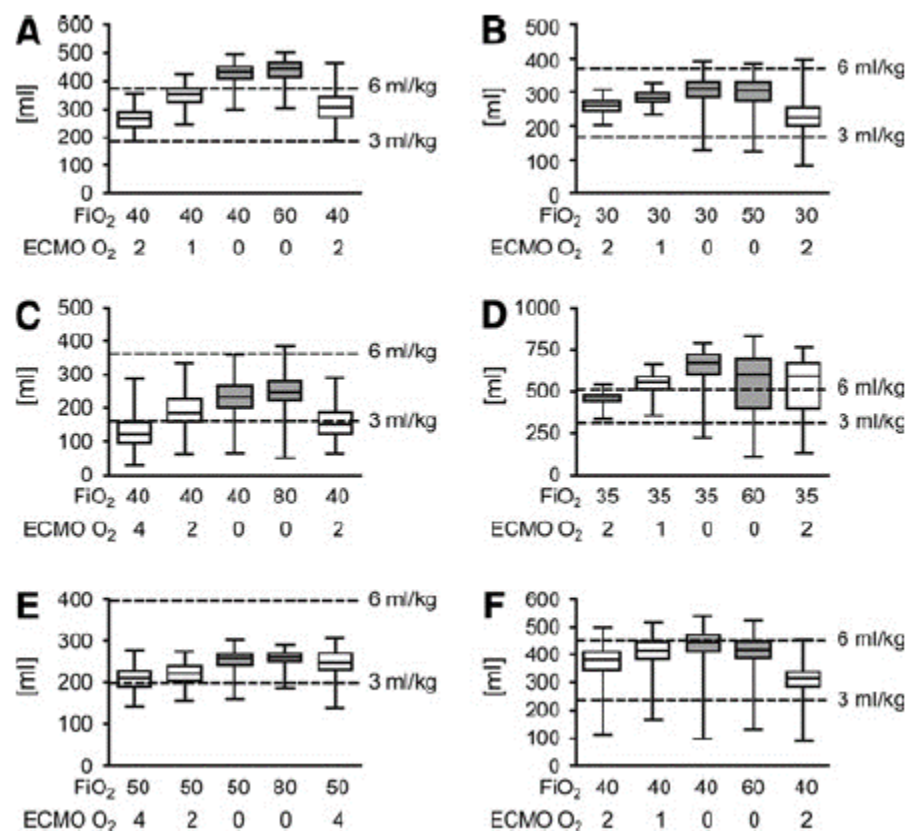 A
[ml]
600
500
400
300
200
100
0
6 ml/kg
3 ml/kg
FiO2 40 40 40 60 40
ECMO O2 2 1 0 0 2
B
[ml]
500
400
300
200
100
0
6 ml/kg
3 ml/kg
FiO2 30 30 30 50 30
ECMO O2 2 1 0 0 2
C
[ml]
500
400
300
200
100
0
6 ml/kg
3 ml/kg
FiO2 40 40 40 80 40
ECMO O2 4 2 0 0 2
D
[ml]
1000
750
500
250
0
6 ml/kg
3 ml/kg
FiO2 35 35 35 60 35
ECMO O2 2 1 0 0 2
E
[ml]
400
300
200
100
0
6 ml/kg
3 ml/kg
FiO2 50 50 50 80 50
ECMO O2 4 2 0 0 4
F
[ml]
600
500
400
300
200
100
0
6 ml/kg
3 ml/kg
FiO2 40 40 40 60 40
ECMO O2 2 1 0 0 2